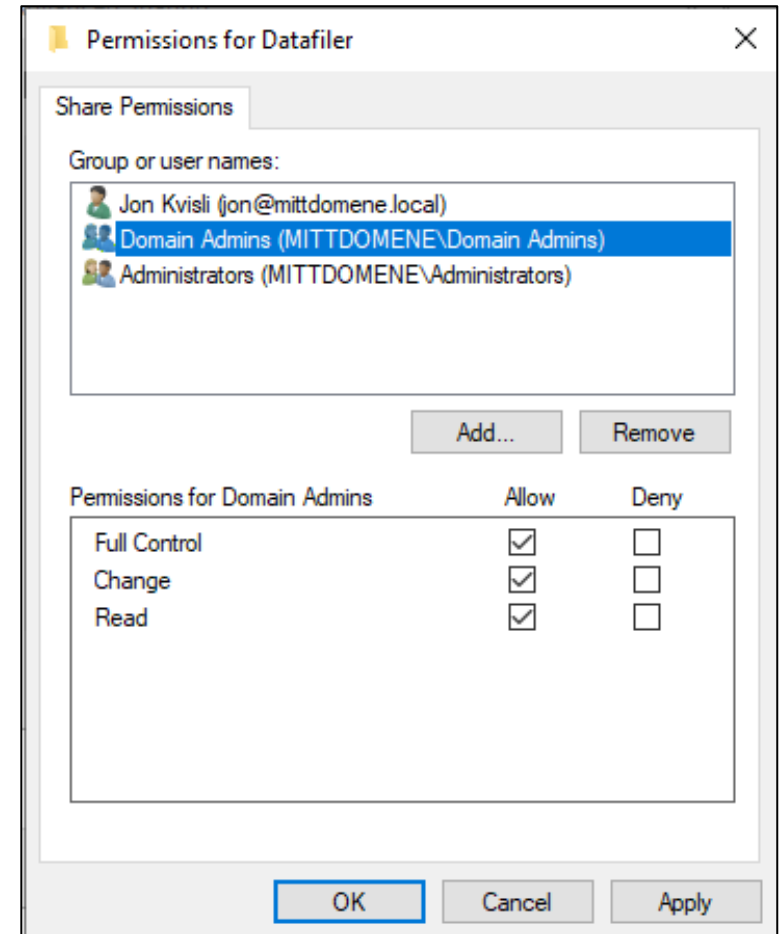 Permissions for Datafiler
Share Permissions
Group or user names:
Jon Kvisli (jon@mittdomene.local)
Domain Admins (MITTDOMENE\Domain Admins)
Administrators (MITTDOMENE\Administrators)
Add... Remove
Permissions for Domain Admins Allow Deny
Full Control
Change
Read
OK Cancel Apply